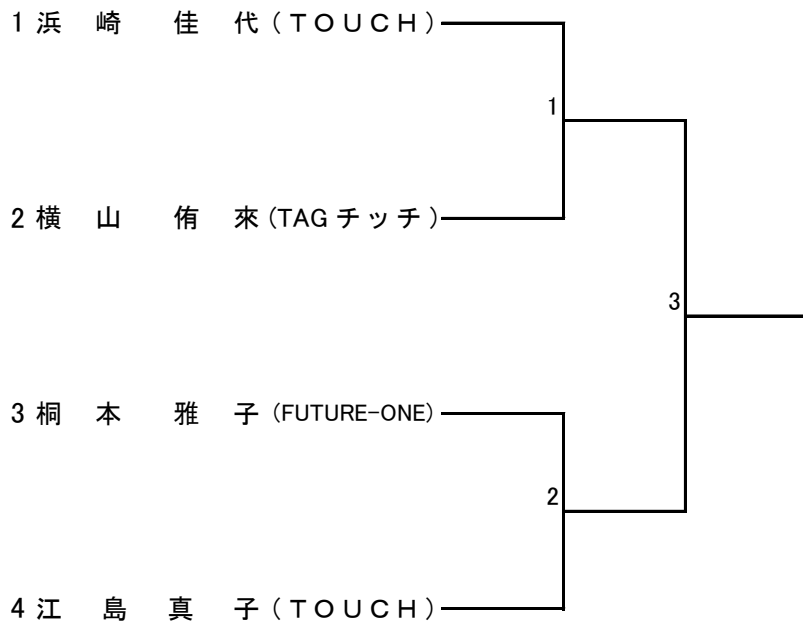 1 浜 崎 佳 代 (ＴＯＵＣＨ)
1
2 横 山 侑 來 (TAG チッチ)
3
3 桐 本 雅 子 (FUTURE-ONE)
2
4 江 島 真 子 (ＴＯＵＣＨ)